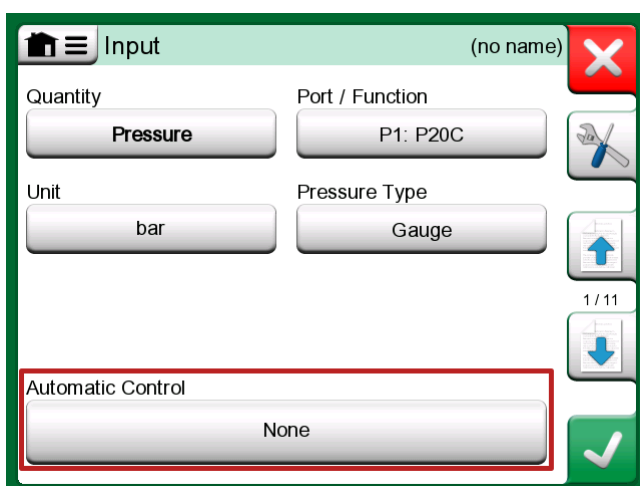 Input (no name)
Quantity Port / Function
Pressure P1: P20C
Unit Pressure Type
bar Gauge
1 / 11
Automatic Control
None